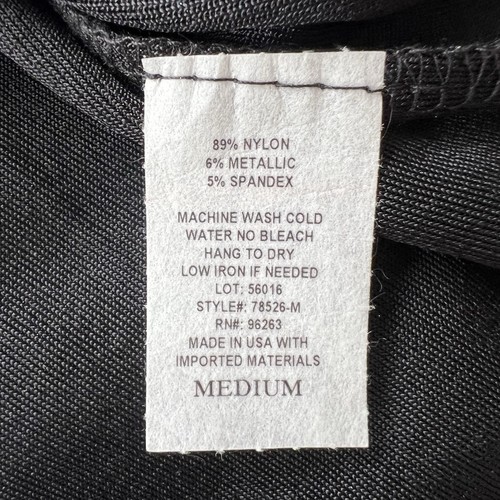 89% NYLON
6% METALLIC
5% SPANDEX
MACHINE WASH COLD
WATER NO BLEACH
HANG TO DRY
LOW IRON IF NEEDED
LOT: 56016
STYLE#: 78526-M
RN#: 96263
MADE IN USA WITH
IMPORTED MATERIALS
MEDIUM